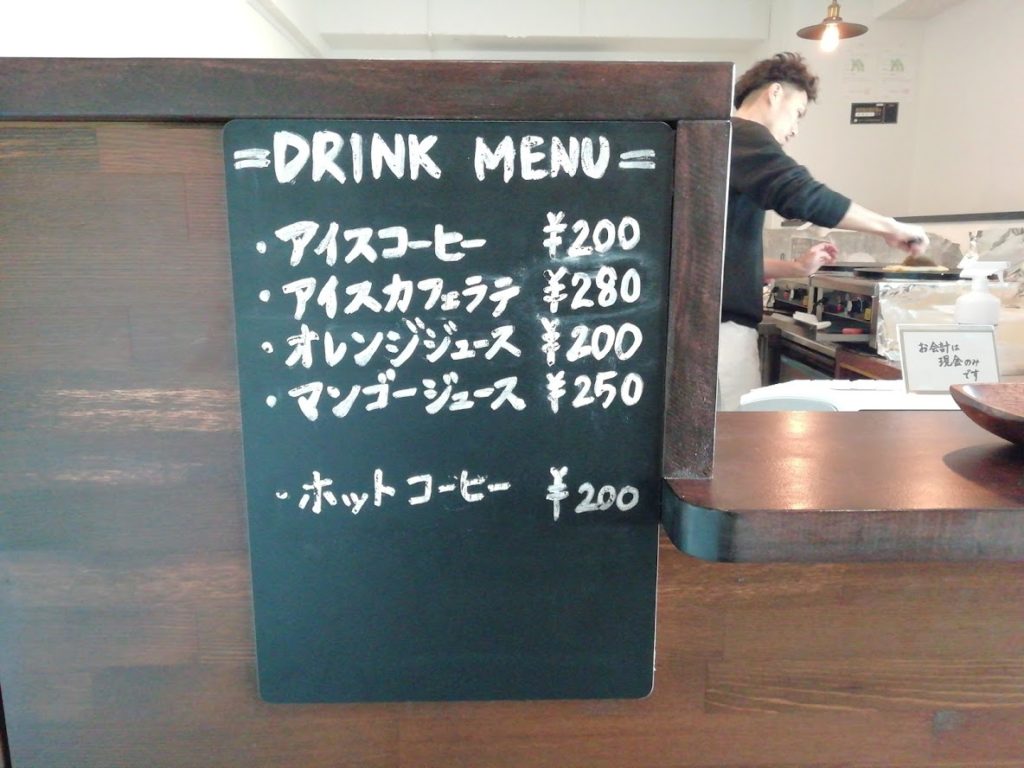 =DRINK MENU=
・アイスコーヒー ¥200
・アイスカフェラテ ¥280
・オレンジジュース ¥200
・マンゴージュース ¥250
・ホットコーヒー ¥200
お会計は
現金のみ
です